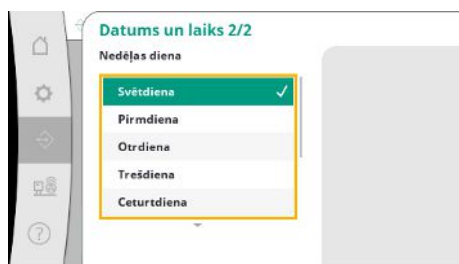 Datums un laiks 2/2
Nedēļas diena
Svētdiena
Pirmdiena
Otrdiena
Trešdiena
Ceturtdiena